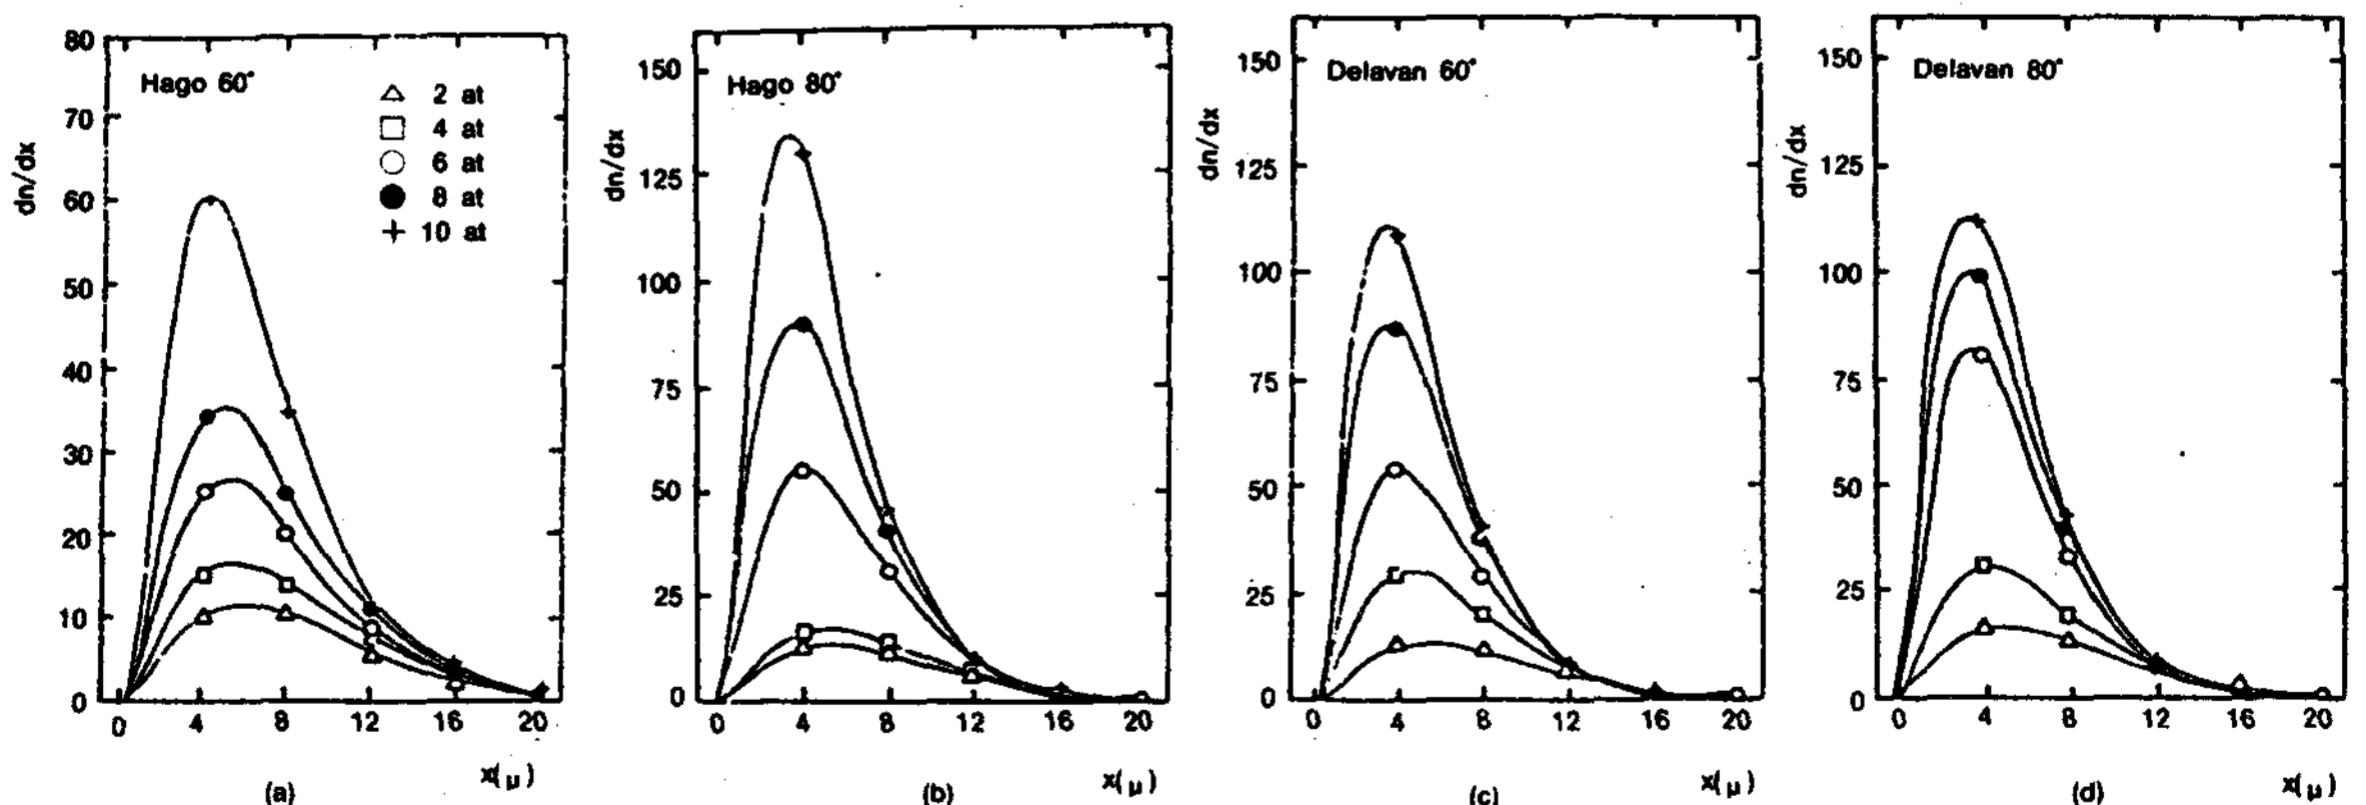 Hago 60°
2 at
4 at
6 at
8 at
10 at
dn/dx
80
70
60
50
40
30
20
10
0
0 4 8 12 16 20
x(μ)
(a)
Hago 80°
dn/dx
150
125
100
75
50
25
0
0 4 8 12 16 20
x(μ)
(b)
Delavan 60°
dn/dx
150
125
100
75
50
25
0
0 4 8 12 16 20
x(μ)
(c)
Delavan 80°
dn/dx
150
125
100
75
50
25
0
0 4 8 12 16 20
x(μ)
(d)